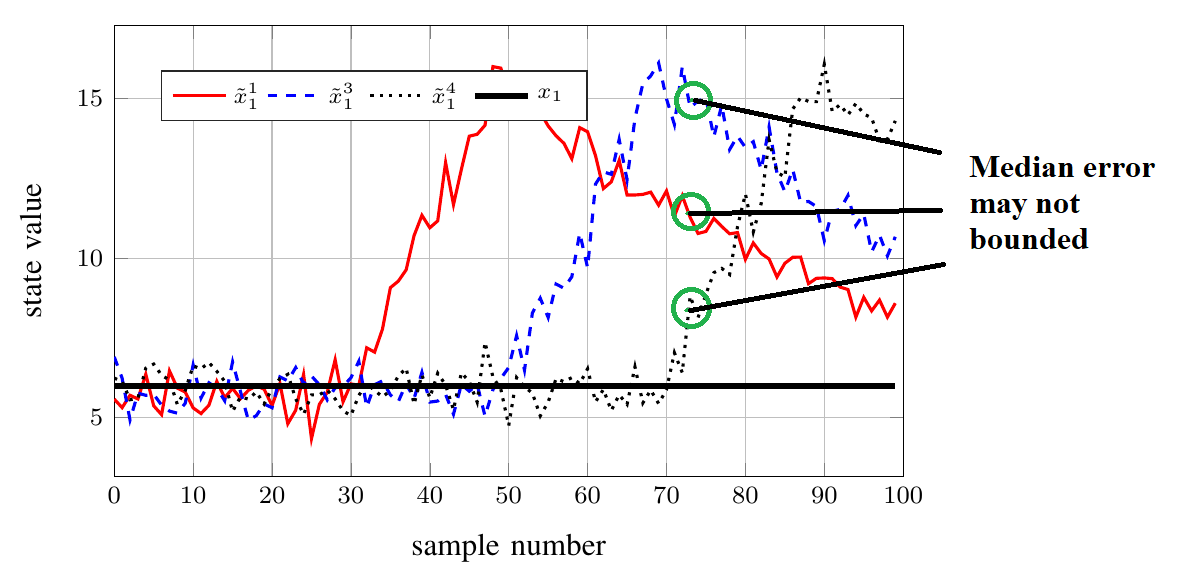 x̃₁¹ x̃₁³ x̃₁⁴ x₁
15
10
5
0 10 20 30 40 50 60 70 80 90 100
state value
sample number
Median error
may not
bounded